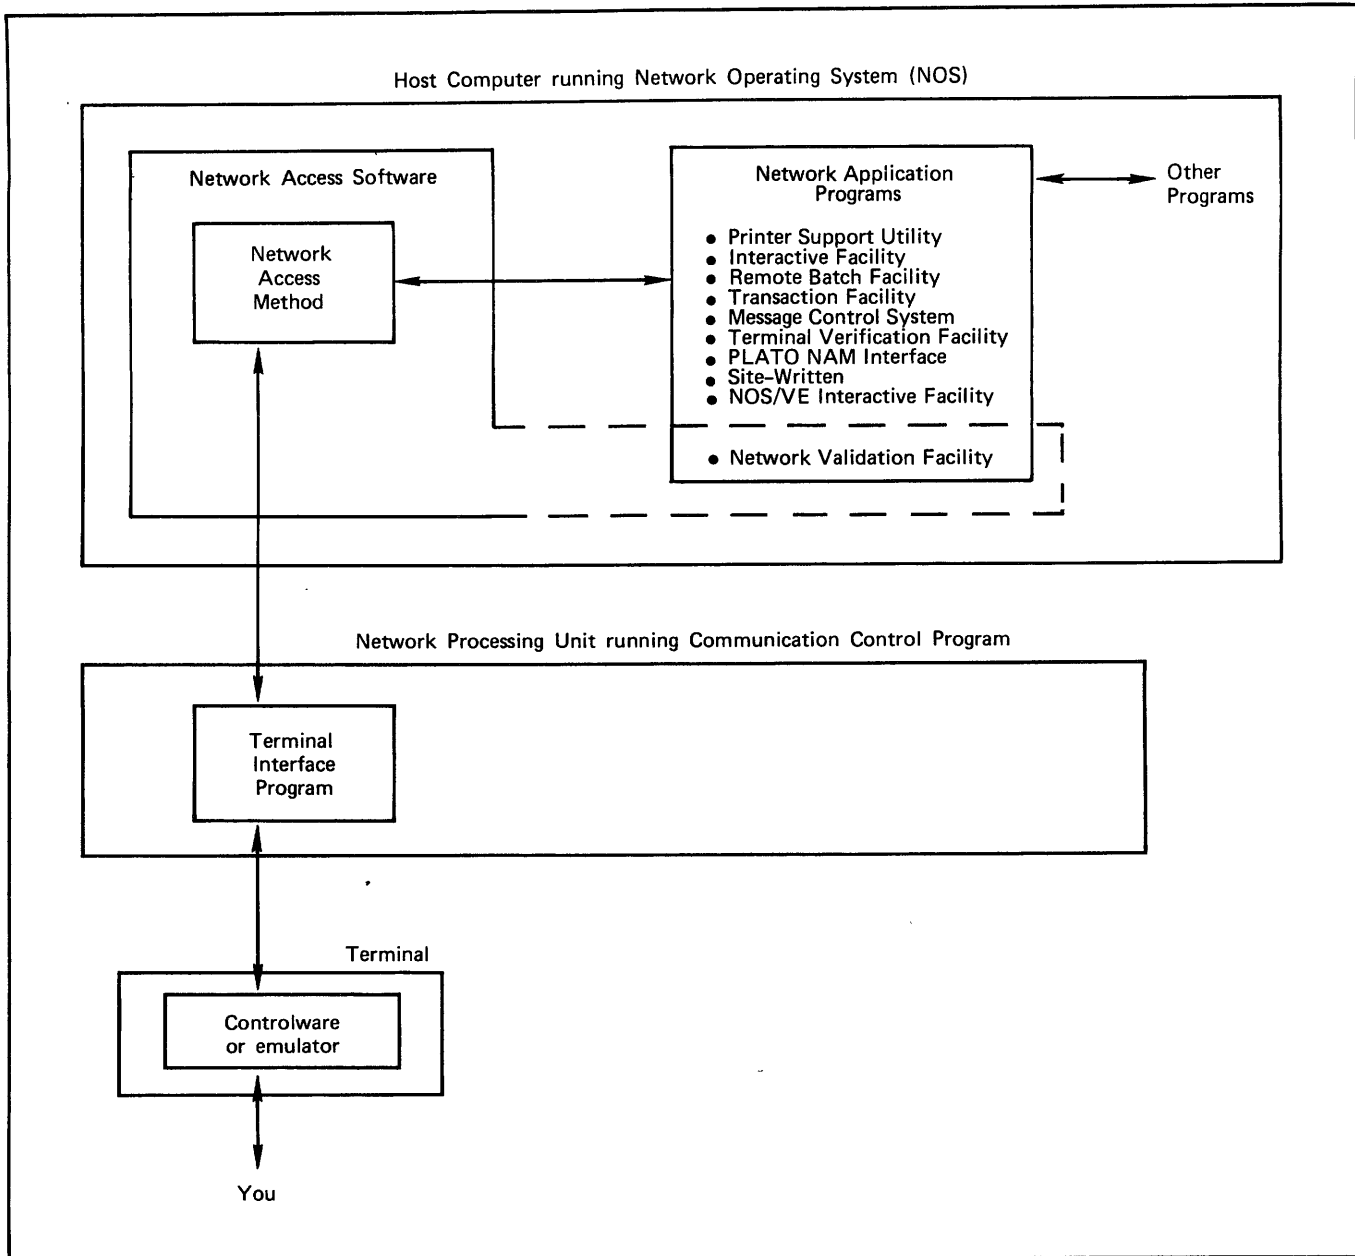 Host Computer running Network Operating System (NOS)
Network Access Software
Network
Access
Method
Network Application
Programs
• Printer Support Utility
• Interactive Facility
• Remote Batch Facility
• Transaction Facility
• Message Control System
• Terminal Verification Facility
• PLATO NAM Interface
• Site-Written
• NOS/VE Interactive Facility
• Network Validation Facility
Other
Programs
Network Processing Unit running Communication Control Program
Terminal
Interface
Program
Terminal
Controlware
or emulator
You